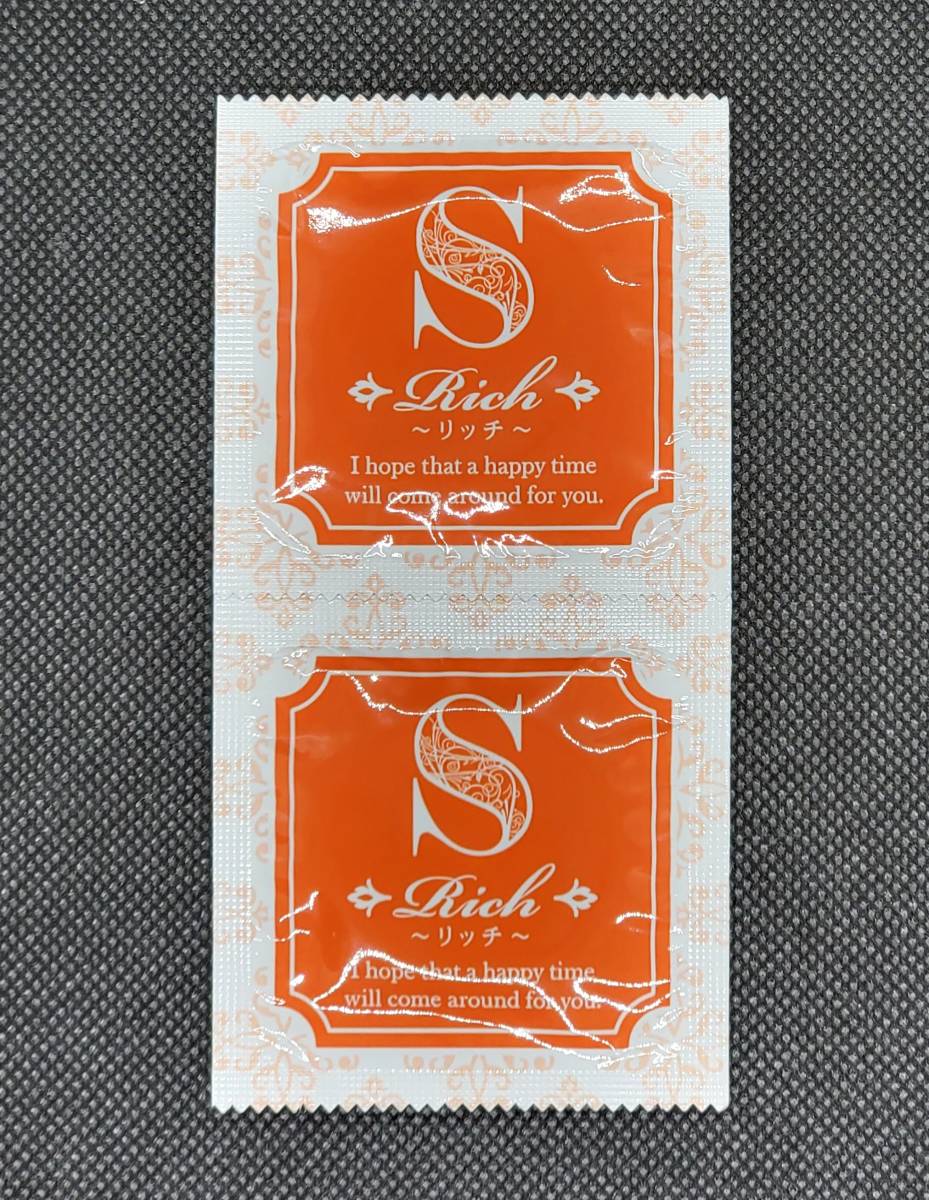 S
Rich
～リッチ～
I hope that a happy time
will come around for you.
S
Rich
～リッチ～
I hope that a happy time
will come around for you.